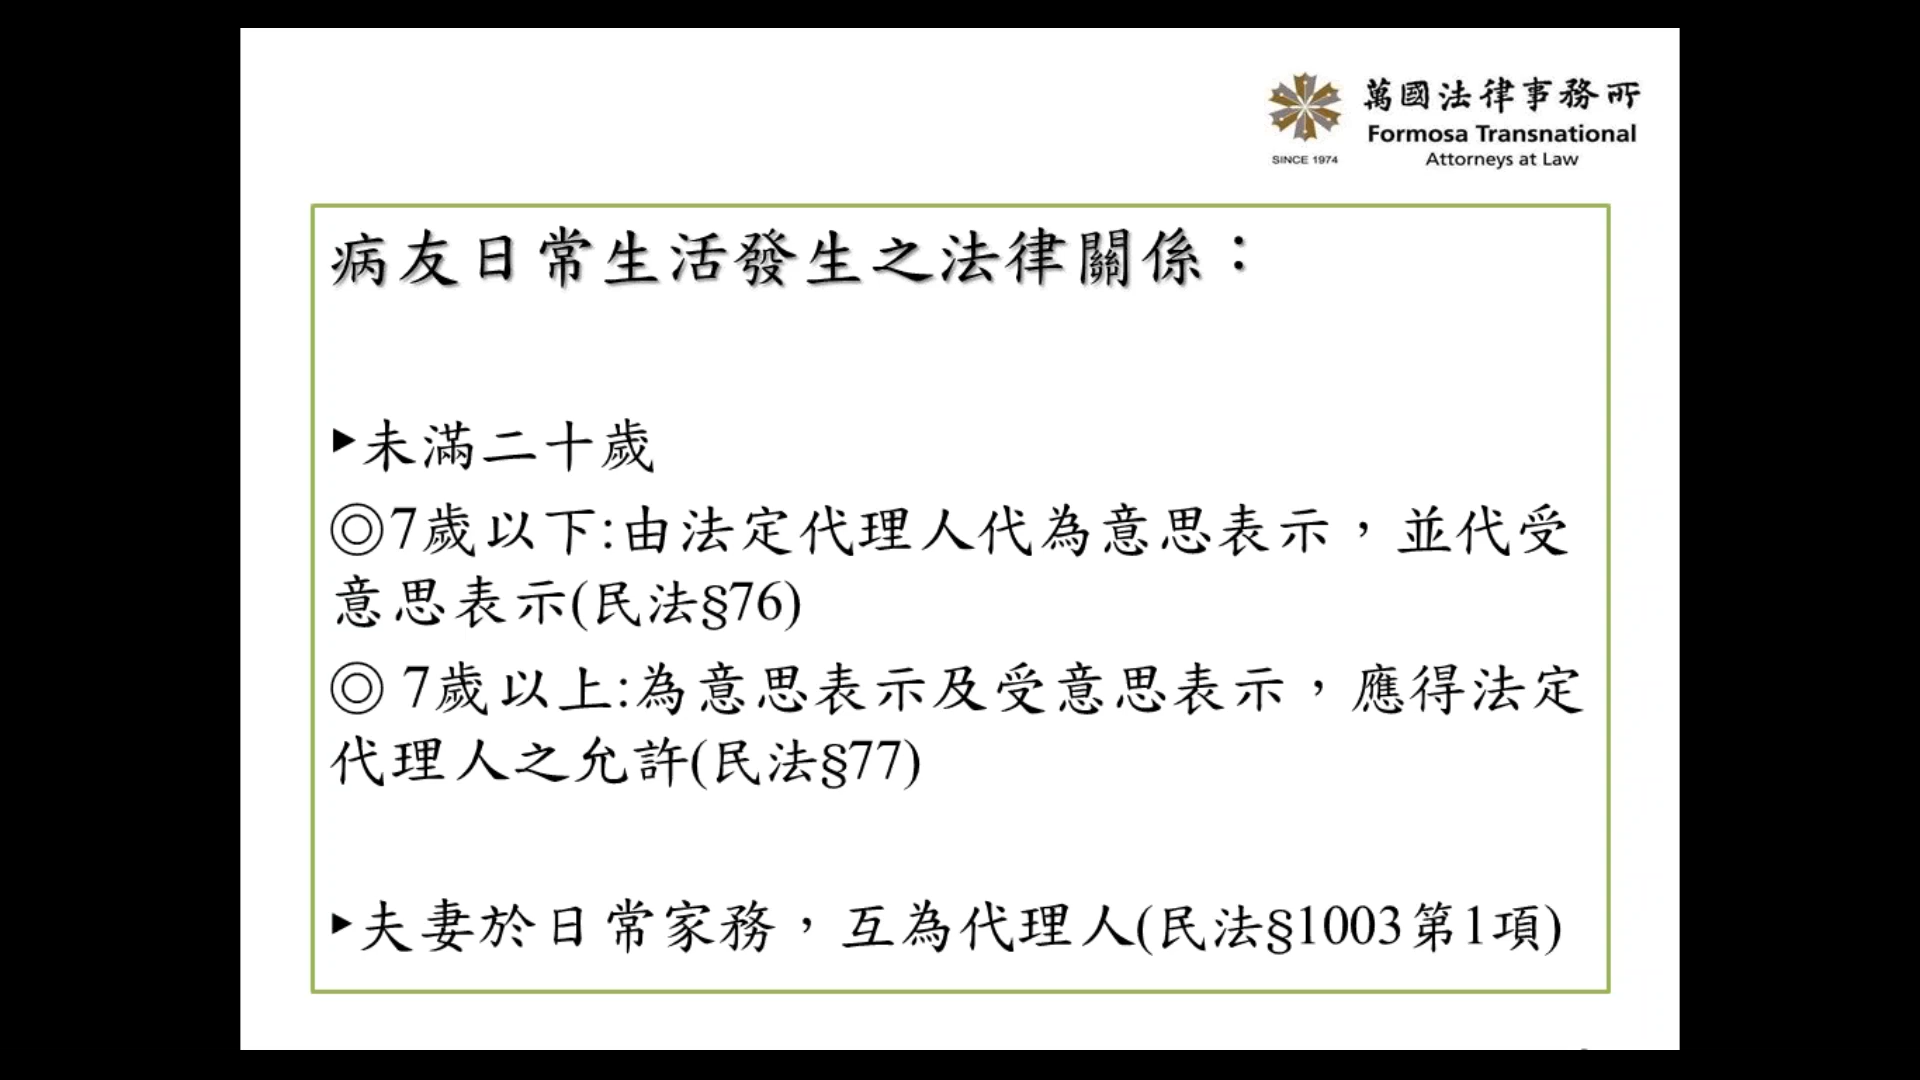 萬國法律事務所
Formosa Transnational
Attorneys at Law
SINCE 1974
病友日常生活發生之法律關係：
▸未滿二十歲
◎7歲以下:由法定代理人代為意思表示，並代受
意思表示(民法§76)
◎ 7歲以上:為意思表示及受意思表示，應得法定
代理人之允許(民法§77)
▸夫妻於日常家務，互為代理人(民法§1003第1項)